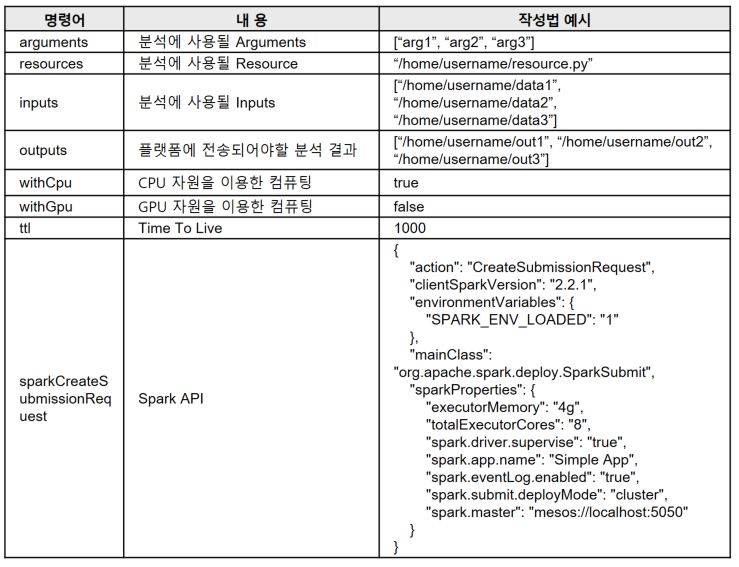 명령어 내 용 작성법 예시
arguments 분석에 사용될 Arguments [“arg1”, “arg2”, “arg3”]
resources 분석에 사용될 Resource “/home/username/resource.py”
inputs 분석에 사용될 Inputs [“/home/username/data1”,
“/home/username/data2”,
“/home/username/data3”]
outputs 플랫폼에 전송되어야할 분석 결과 [“/home/username/out1”, “/home/username/out2”,
“/home/username/out3”]
withCpu CPU 자원을 이용한 컴퓨팅 true
withGpu GPU 자원을 이용한 컴퓨팅 false
ttl Time To Live 1000
sparkCreateS
ubmissionReq
uest
Spark API
{
"action": "CreateSubmissionRequest",
"clientSparkVersion": "2.2.1",
"environmentVariables": {
"SPARK_ENV_LOADED": "1"
},
"mainClass":
"org.apache.spark.deploy.SparkSubmit",
"sparkProperties": {
"executorMemory": "4g",
"totalExecutorCores": "8",
"spark.driver.supervise": "true",
"spark.app.name": "Simple App",
"spark.eventLog.enabled": "true",
"spark.submit.deployMode": "cluster",
"spark.master": "mesos://localhost:5050"
}
}